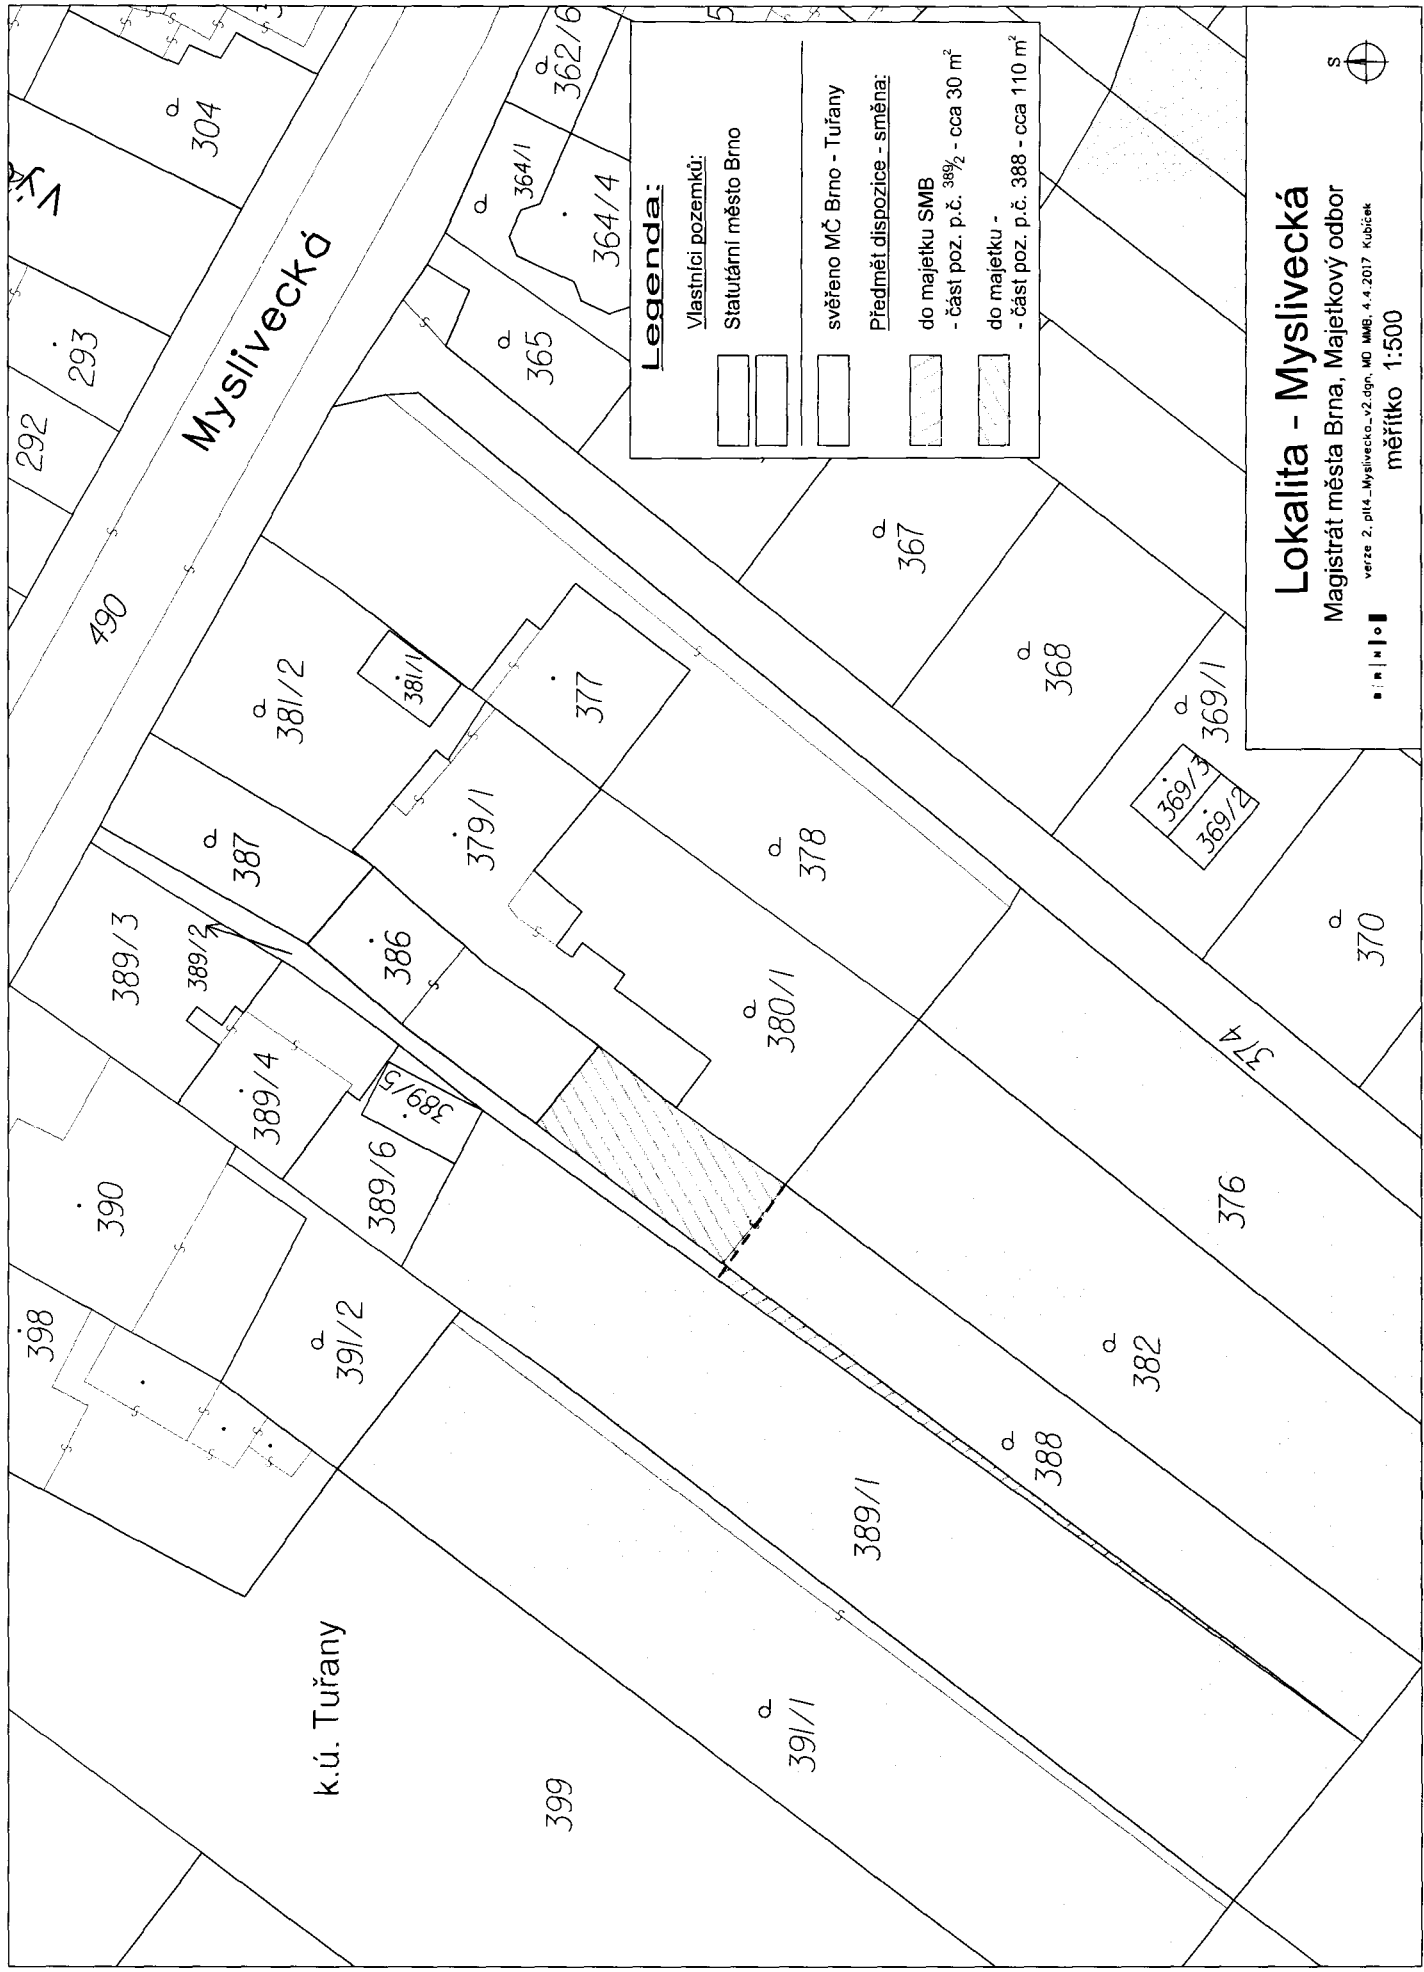 Legenda:
Vlastníci pozemků:
Statutární město Brno
svěřeno MČ Brno - Tuřany
Předmět dispozice - směna:
do majetku SMB
- část poz. p.č. 389/2 - cca 30 m²
do majetku -
- část poz. p.č. 388 - cca 110 m²
Lokalita - Myslivecká
Magistrát města Brna, Majetkový odbor
verze 2, plt4_Myslivecka_v2.dgn, MO MMB, 4.4.2017 Kubíček
měřítko 1:500
B|R|N|O
S
k.ú. Tuřany
Myslivecká
490
292
293
304
362/6
364/1
364/4
365
367
368
369/1
369/3
369/2
370
374
376
377
378
379/1
380/1
381/1
381/2
382
386
387
388
389/1
389/2
389/3
389/4
389/5
389/6
390
391/1
391/2
398
399